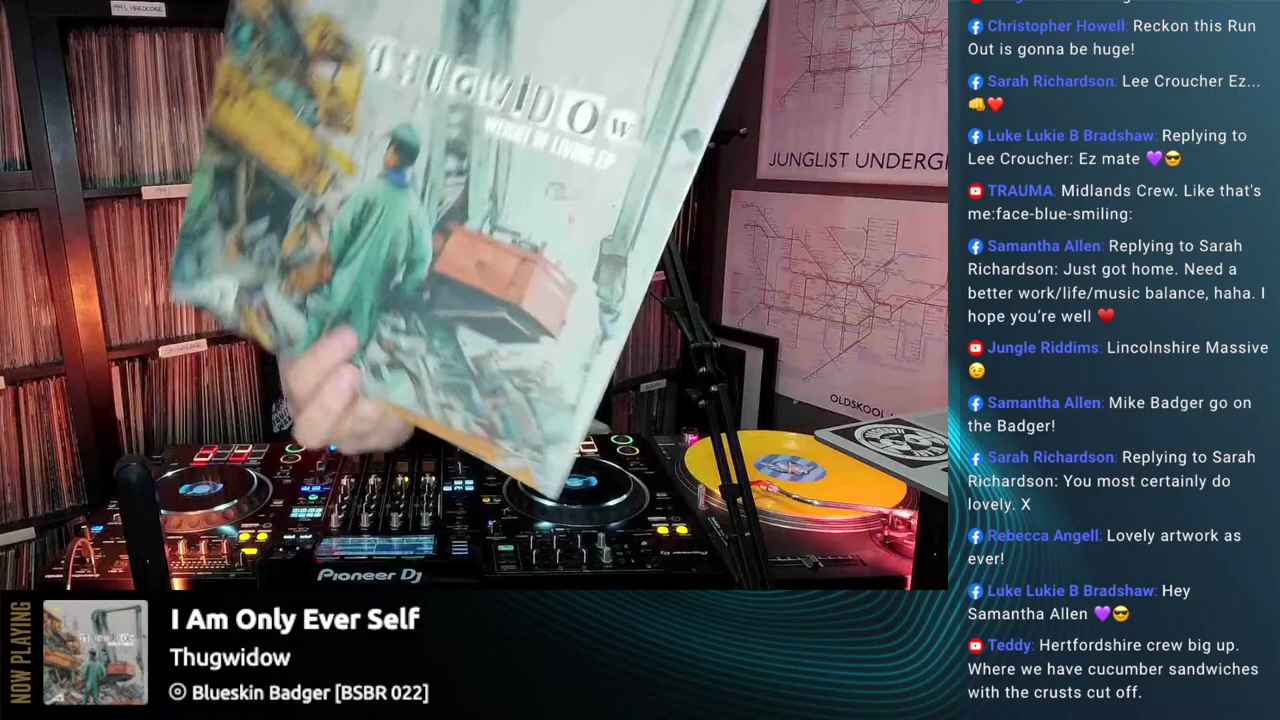 1993 HARDCORE
THUGWIDOW
WEIGHT OF LIVING EP
JUNGLIST UNDERG
OLDSKOOL
Pioneer Dj
Pioneer Dj
NOW PLAYING
I Am Only Ever Self
Thugwidow
Blueskin Badger [BSBR 022]
Christopher Howell: Reckon this Run
Out is gonna be huge!
Sarah Richardson: Lee Croucher Ez...
👊❤️
Luke Lukie B Bradshaw: Replying to
Lee Croucher: Ez mate 💜😎
TRAUMA: Midlands Crew. Like that's
me:face-blue-smiling:
Samantha Allen: Replying to Sarah
Richardson: Just got home. Need a
better work/life/music balance, haha. I
hope you’re well ♥️
Jungle Riddims: Lincolnshire Massive
😉
Samantha Allen: Mike Badger go on
the Badger!
Sarah Richardson: Replying to Sarah
Richardson: You most certainly do
lovely. X
Rebecca Angell: Lovely artwork as
ever!
Luke Lukie B Bradshaw: Hey
Samantha Allen 💜😎
Teddy: Hertfordshire crew big up.
Where we have cucumber sandwiches
with the crusts cut off.